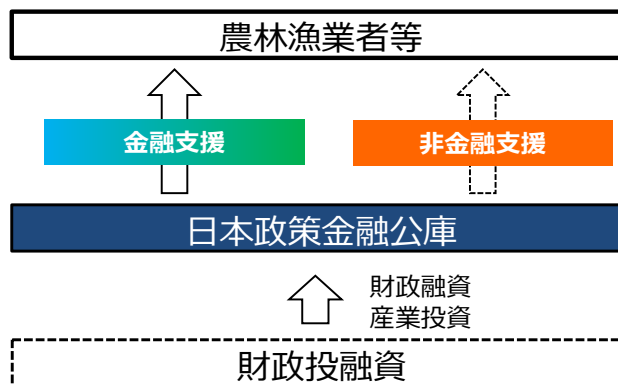 農林漁業者等
金融支援
非金融支援
日本政策金融公庫
財政融資
産業投資
財政投融資